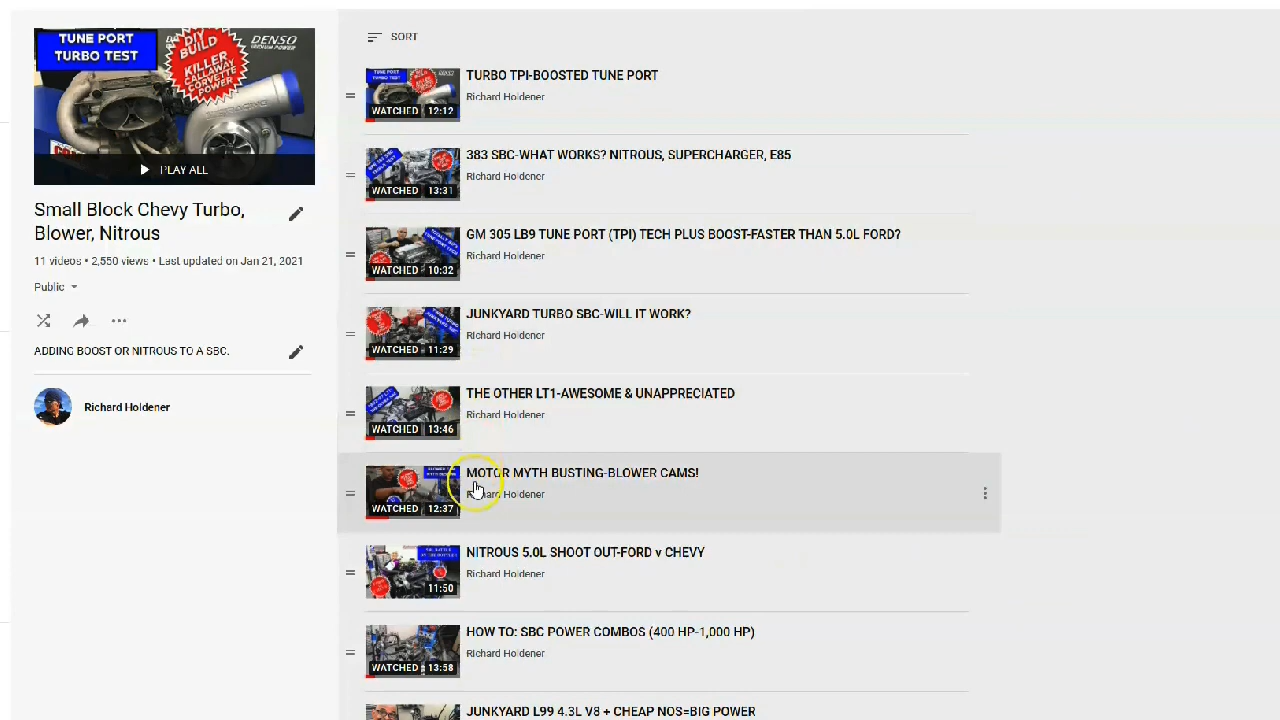 TUNE PORT
TURBO TEST
DIY
BUILD
KILLER
CALLAWAY
CORVETTE
POWER
DENSO
PLAY ALL
Small Block Chevy Turbo,
Blower, Nitrous
11 videos • 2,550 views • Last updated on Jan 21, 2021
Public
ADDING BOOST OR NITROUS TO A SBC.
Richard Holdener
SORT
TURBO TPI-BOOSTED TUNE PORT
Richard Holdener
WATCHED 12:12
383 SBC-WHAT WORKS? NITROUS, SUPERCHARGER, E85
Richard Holdener
WATCHED 13:31
GM 305 LB9 TUNE PORT (TPI) TECH PLUS BOOST-FASTER THAN 5.0L FORD?
Richard Holdener
WATCHED 10:32
JUNKYARD TURBO SBC-WILL IT WORK?
Richard Holdener
WATCHED 11:29
THE OTHER LT1-AWESOME & UNAPPRECIATED
Richard Holdener
WATCHED 13:46
MOTOR MYTH BUSTING-BLOWER CAMS!
Richard Holdener
WATCHED 12:37
NITROUS 5.0L SHOOT OUT-FORD v CHEVY
Richard Holdener
11:50
HOW TO: SBC POWER COMBOS (400 HP-1,000 HP)
Richard Holdener
WATCHED 13:58
JUNKYARD L99 4.3L V8 + CHEAP NOS=BIG POWER